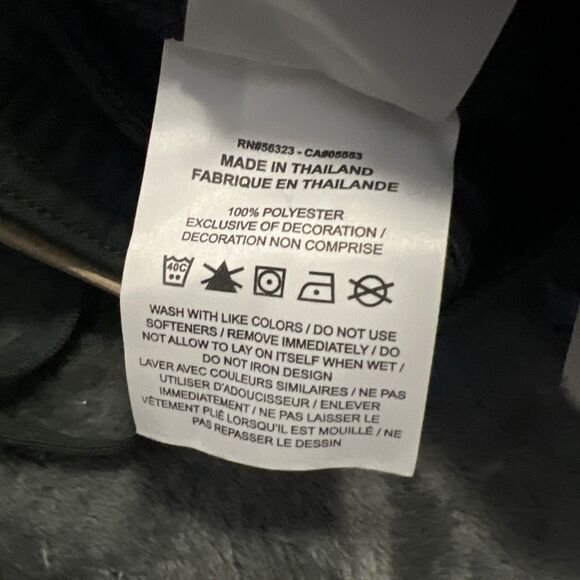 RN#56323 - CA#05553
MADE IN THAILAND
FABRIQUE EN THAILANDE
100% POLYESTER
EXCLUSIVE OF DECORATION /
DECORATION NON COMPRISE
40C
WASH WITH LIKE COLORS / DO NOT USE
SOFTENERS / REMOVE IMMEDIATELY / DO
NOT ALLOW TO LAY ON ITSELF WHEN WET /
DO NOT IRON DESIGN
LAVER AVEC COULEURS SIMILAIRES / NE PAS
UTILISER D'ADOUCISSEUR / ENLEVER
IMMEDIATEMENT / NE PAS LAISSER LE
VÊTEMENT PLIÉ LORSQU'IL EST MOUILLÉ / NE
PAS REPASSER LE DESSIN